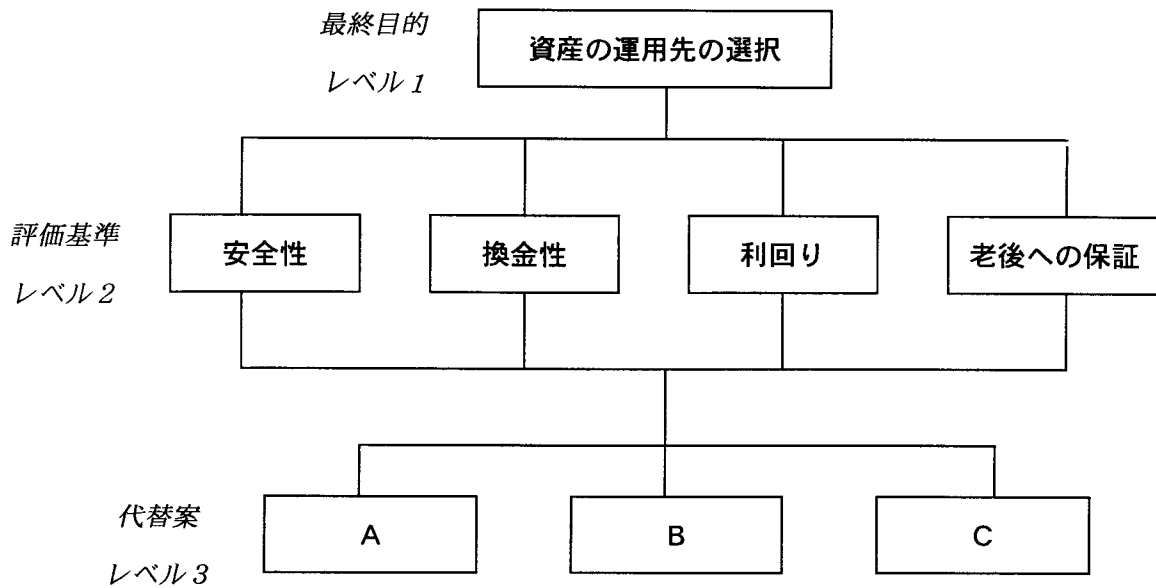 最終目的
レベル1
資産の運用先の選択
評価基準
レベル2
安全性
換金性
利回り
老後への保証
代替案
レベル3
A
B
C